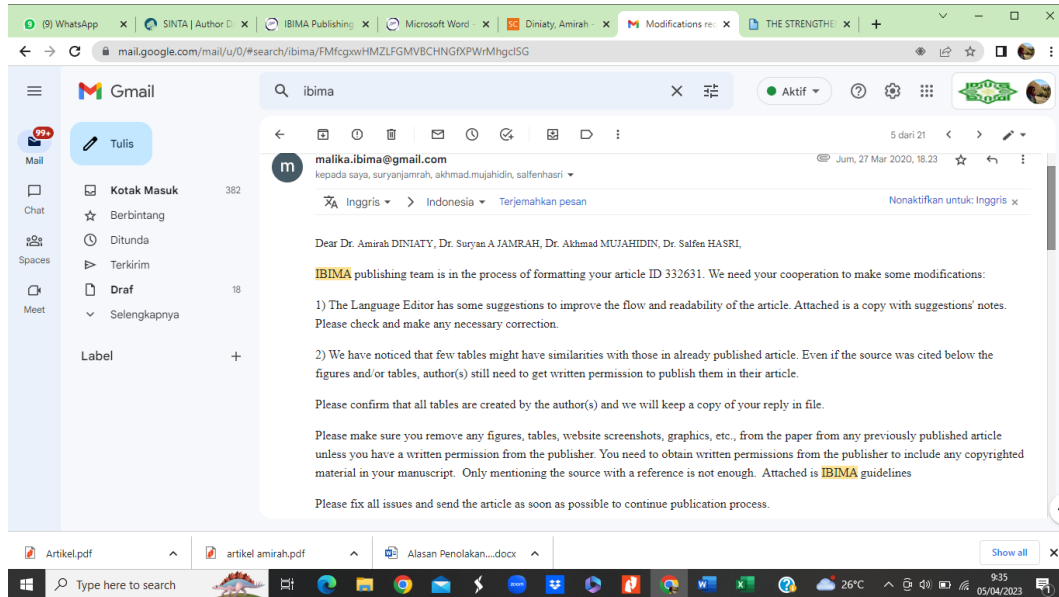 (9) WhatsApp
SINTA | Author D
IBIMA Publishing
Microsoft Word -
Diniaty, Amirah -
Modifications rec
THE STRENGTHE
mail.google.com/mail/u/0/#search/ibima/FMfcgxwHMZLFGMVBCHNGfXPWrMhgclSG
Gmail
ibima
Aktif
99+
Mail
Chat
Spaces
Meet
Tulis
Kotak Masuk 382
Berbintang
Ditunda
Terkirim
Draf 18
Selengkapnya
Label
5 dari 21
m
malika.ibima@gmail.com
Jum, 27 Mar 2020, 18.23
kepada saya, suryanjamrah, akhmad.mujahidin, salfenhasri
Inggris > Indonesia Terjemahkan pesan
Nonaktifkan untuk: Inggris x
Dear Dr. Amirah DINIATY, Dr. Suryan A JAMRAH, Dr. Akhmad MUJAHIDIN, Dr. Salfen HASRI,
IBIMA publishing team is in the process of formatting your article ID 332631. We need your cooperation to make some modifications:
1) The Language Editor has some suggestions to improve the flow and readability of the article. Attached is a copy with suggestions' notes.
Please check and make any necessary correction.
2) We have noticed that few tables might have similarities with those in already published article. Even if the source was cited below the
figures and/or tables, author(s) still need to get written permission to publish them in their article.
Please confirm that all tables are created by the author(s) and we will keep a copy of your reply in file.
Please make sure you remove any figures, tables, website screenshots, graphics, etc., from the paper from any previously published article
unless you have a written permission from the publisher. You need to obtain written permissions from the publisher to include any copyrighted
material in your manuscript. Only mentioning the source with a reference is not enough. Attached is IBIMA guidelines
Please fix all issues and send the article as soon as possible to continue publication process.
Artikel.pdf
artikel amirah.pdf
Alasan Penolakan....docx
Show all
Type here to search
26°C
9:35
05/04/2023